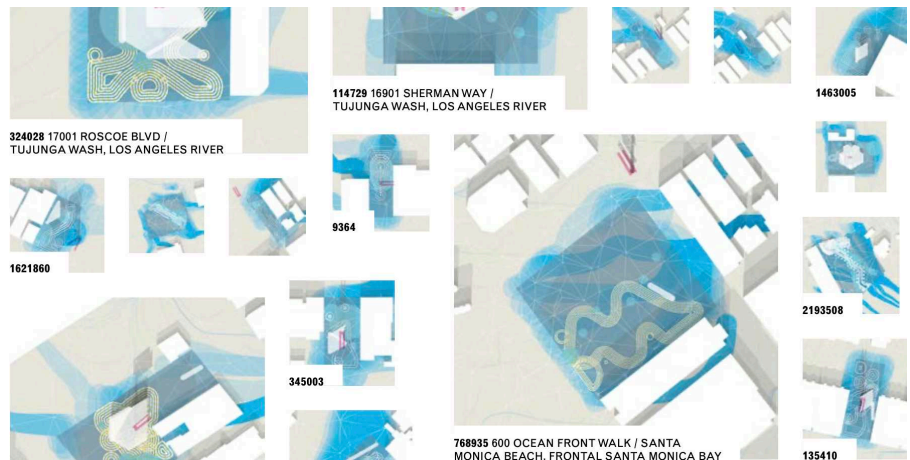 324028 17001 ROSCOE BLVD /
TUJUNGA WASH, LOS ANGELES RIVER
114729 16901 SHERMAN WAY /
TUJUNGA WASH, LOS ANGELES RIVER
1463005
1621860
9364
2193508
345003
768935 600 OCEAN FRONT WALK / SANTA
MONICA BEACH, FRONTAL SANTA MONICA BAY
135410